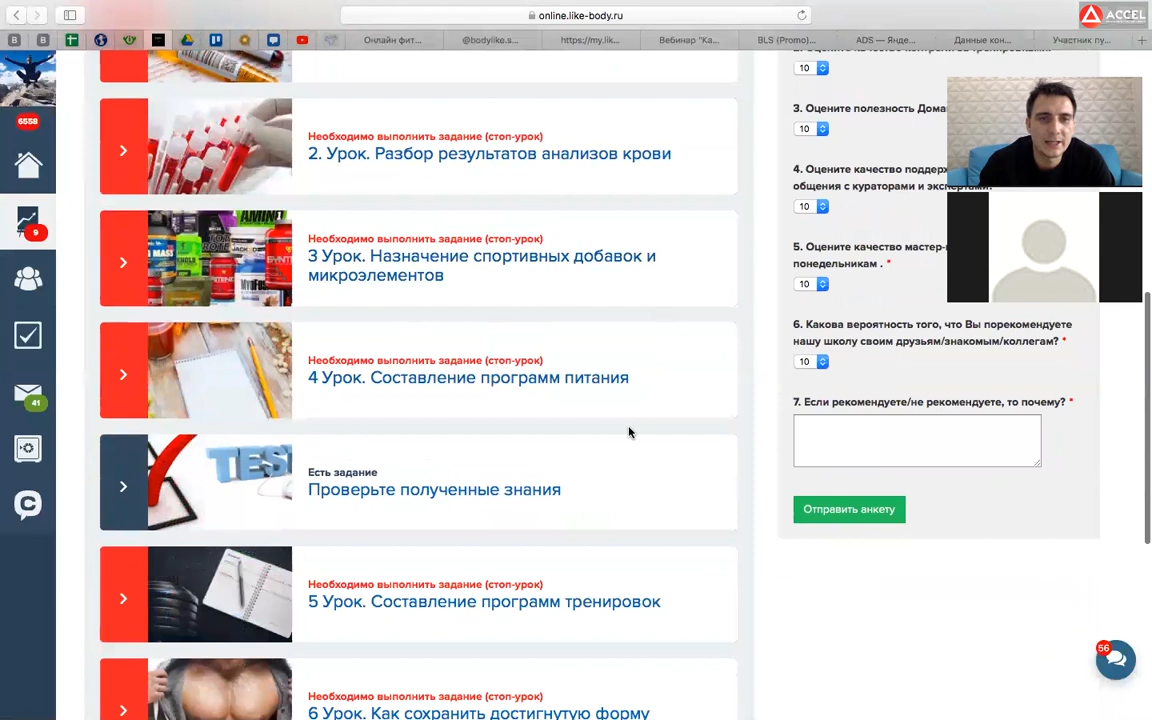 online.like-body.ru
ACCEL
B
B
Онлайн фит...
@bodylike.s...
https://my.lik...
Вебинар "Ка...
BLS (Promo)...
ADS — Янде...
Данные кон...
Участник пу...
6558
9
41
Необходимо выполнить задание (стоп-урок)
2. Урок. Разбор результатов анализов крови
Необходимо выполнить задание (стоп-урок)
3 Урок. Назначение спортивных добавок и
микроэлементов
Необходимо выполнить задание (стоп-урок)
4 Урок. Составление программ питания
TES
Есть задание
Проверьте полученные знания
Необходимо выполнить задание (стоп-урок)
5 Урок. Составление программ тренировок
Необходимо выполнить задание (стоп-урок)
6 Урок. Как сохранить достигнутую форму
10
3. Оцените полезность Дома
10
4. Оцените качество поддерж
общения с кураторами и экспертами.
10
5. Оцените качество мастер-
понедельникам . *
10
6. Какова вероятность того, что Вы порекомендуете
нашу школу своим друзьям/знакомым/коллегам? *
10
7. Если рекомендуете/не рекомендуете, то почему? *
Отправить анкету
56